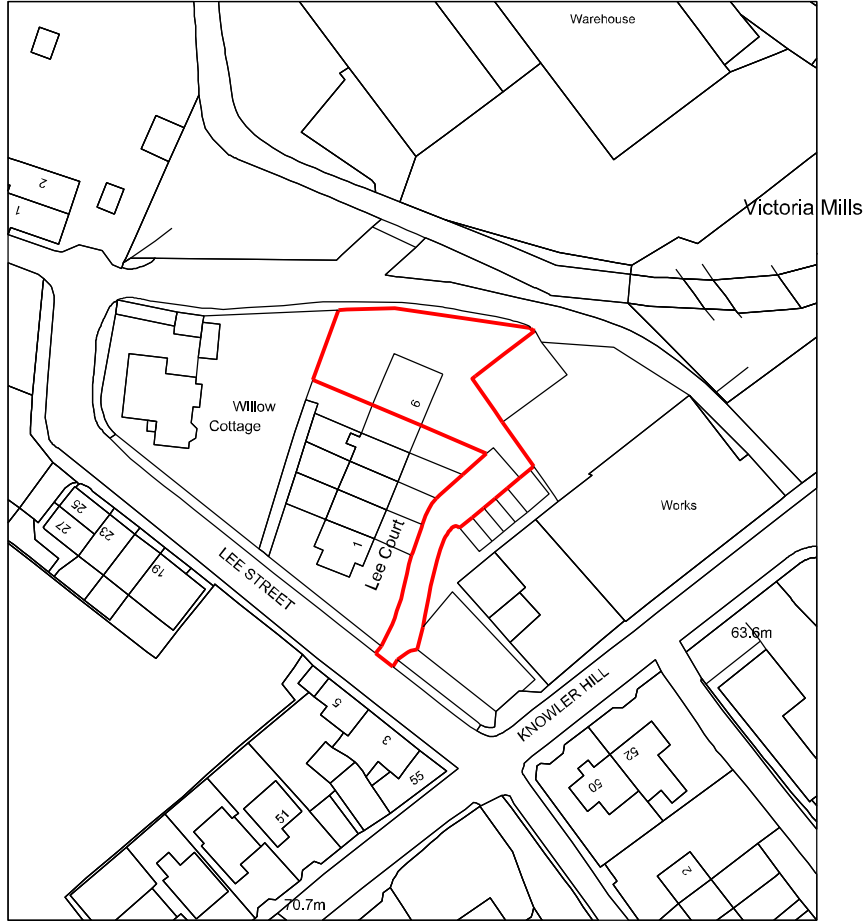 Warehouse
2
1
Victoria Mills
6
Willow
Cottage
Works
25
27
23
19
1
Lee Court
LEE STREET
63.6m
KNOWLER HILL
5
3
55
52
50
51
2
70.7m